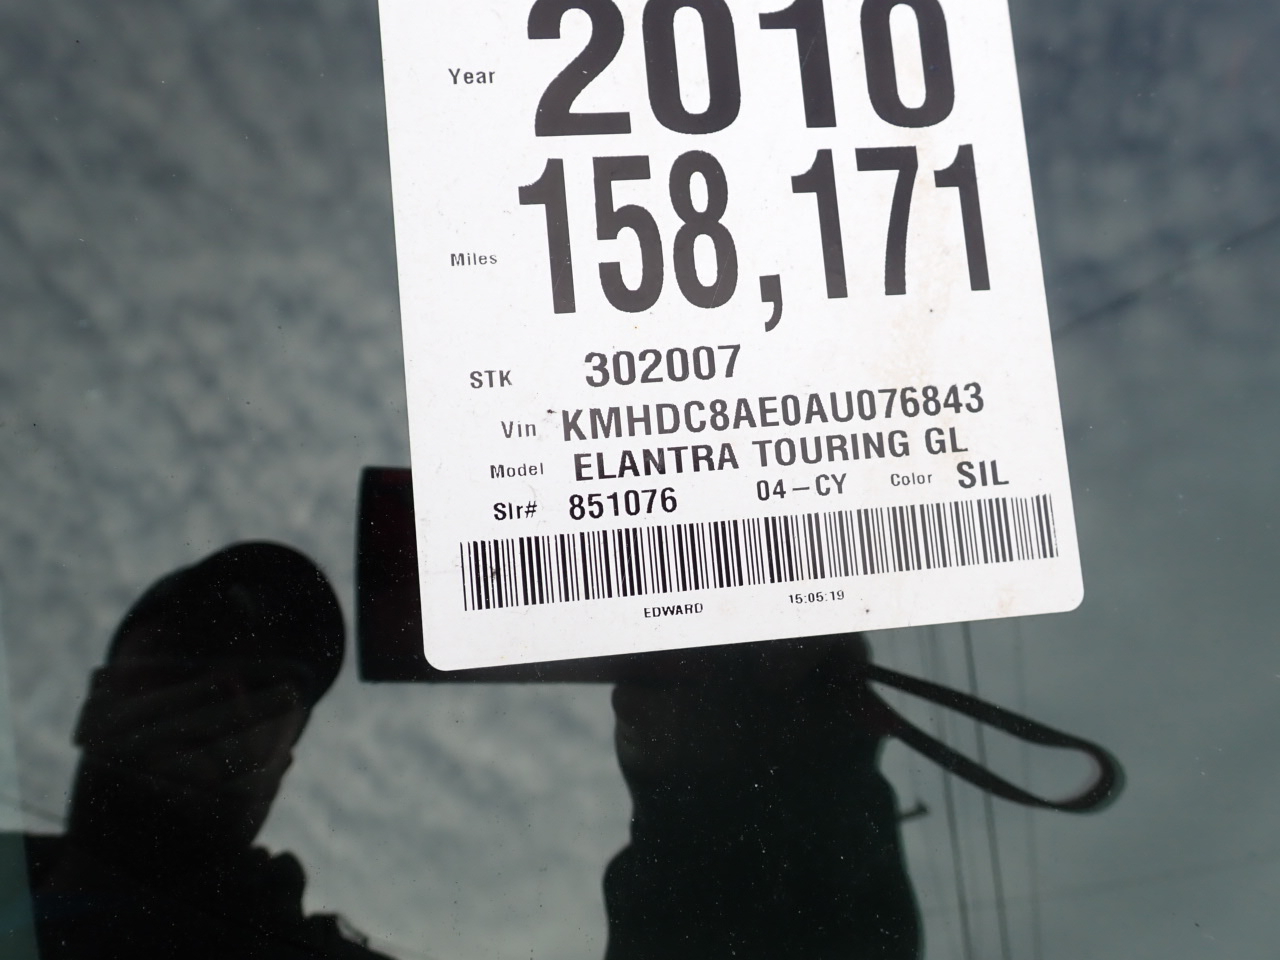 Year 2010
Miles 158,171
STK 302007
Vin KMHDC8AE0AU076843
Model ELANTRA TOURING GL
Slr# 851076 04-CY Color SIL
EDWARD 15:05:19